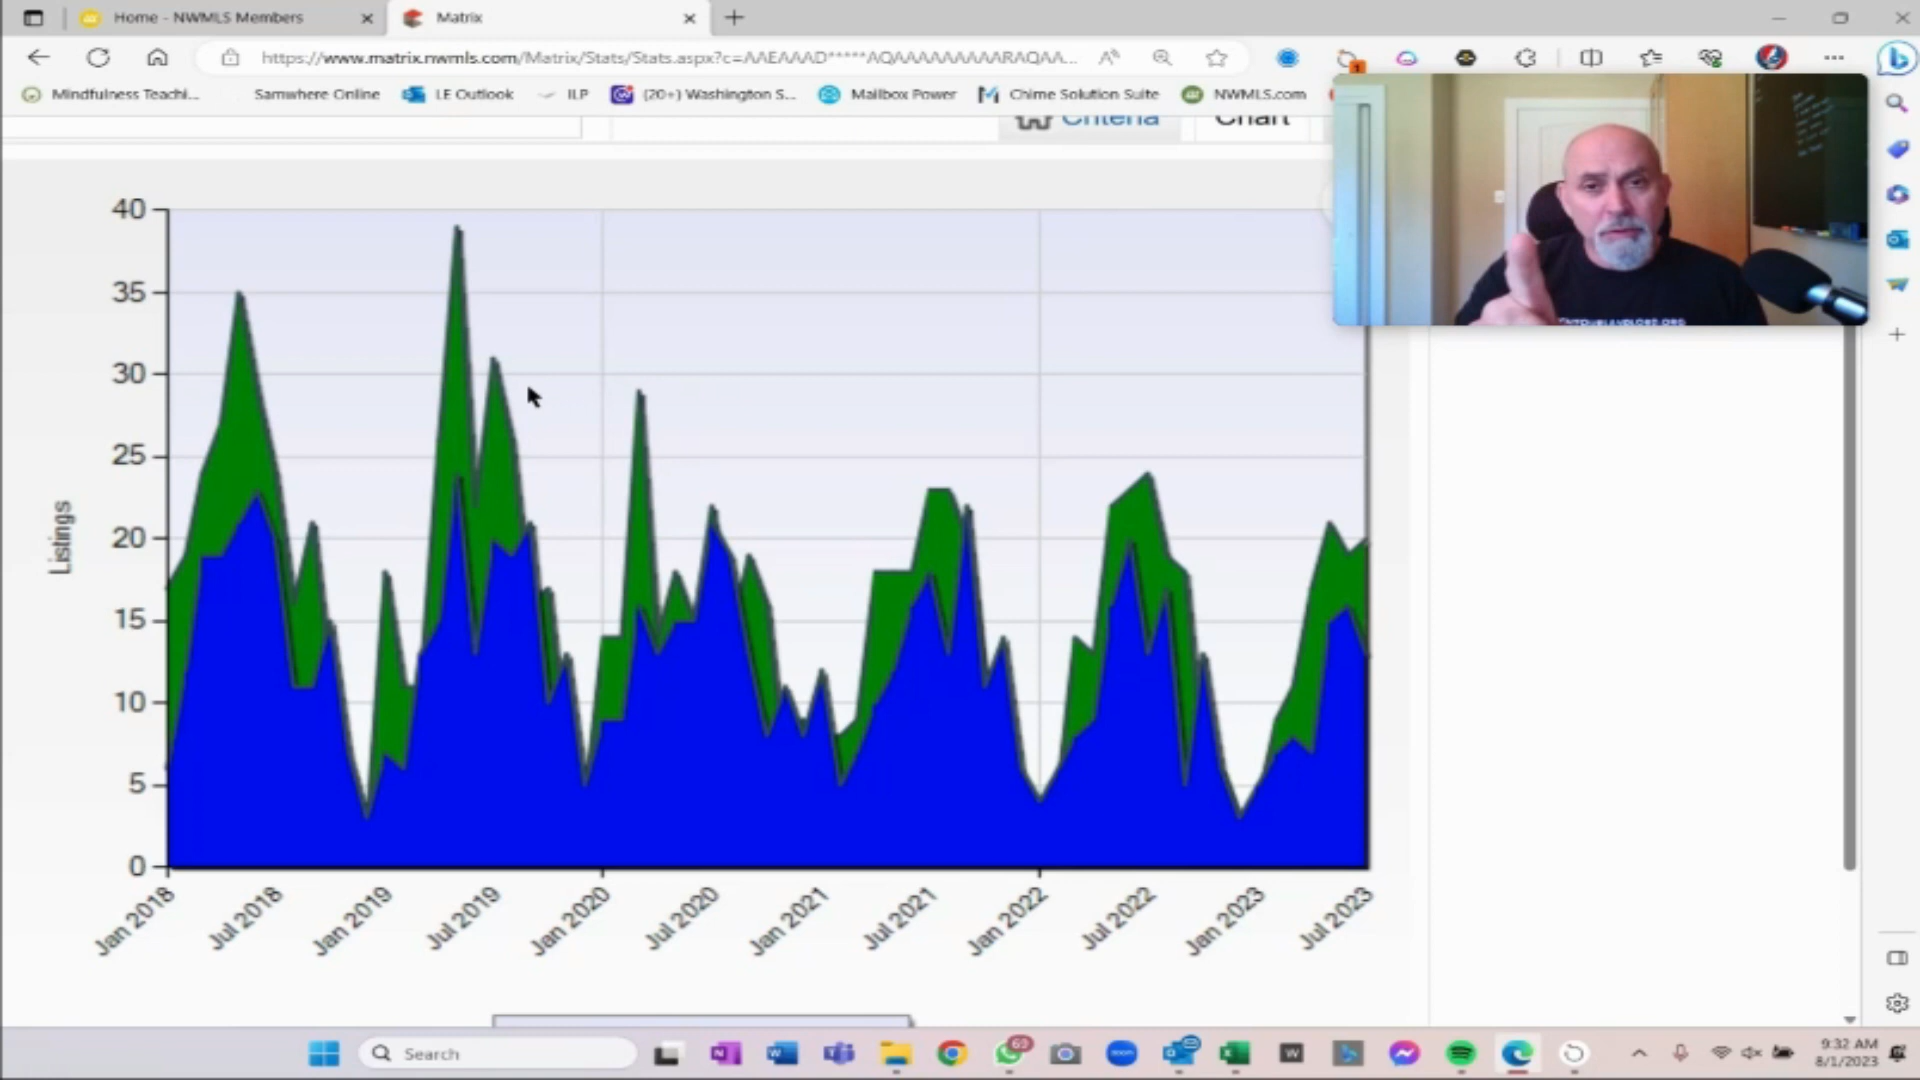 Home - NWMLS Members
Matrix
https://www.matrix.nwmls.com/Matrix/Stats/Stats.aspx?c=AAEAAAD*****AQAAAAAAAAARAQAA...
Mindfulness Teachi...
Samwhere Online
LE Outlook
ILP
(20+) Washington S...
Mailbox Power
Chime Solution Suite
NWMLS.com
Criteria
Chart
40
35
30
25
20
15
10
5
0
Listings
Jan 2018
Jul 2018
Jan 2019
Jul 2019
Jan 2020
Jul 2020
Jan 2021
Jul 2021
Jan 2022
Jul 2022
Jan 2023
Jul 2023
Search
69
zoom
9:32 AM
8/1/2023